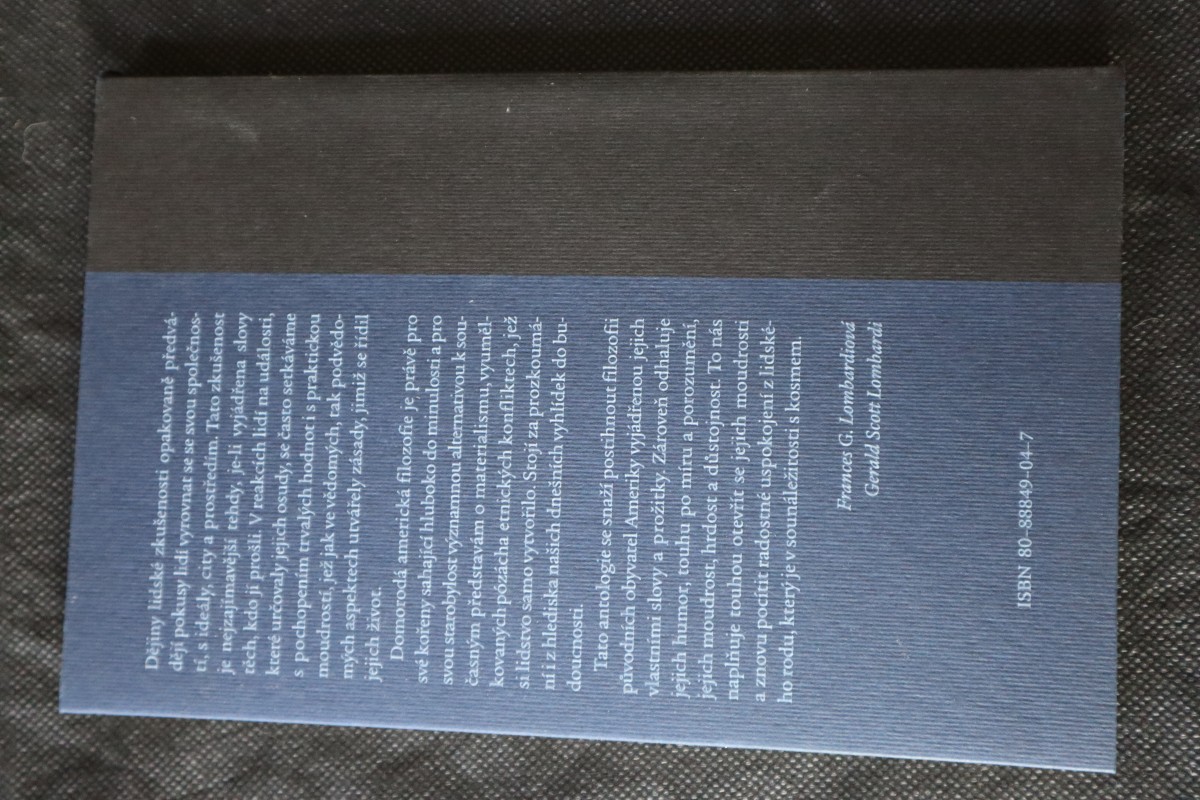 Dějiny lidské zkušenosti opakovaně předvá-
dějí pokusy lidí vyrovnat se se svou společnos-
tí, s ideály, city a prostředím. Tato zkušenost
je nejzajímavější tehdy, je-li vyjádřena slovy
těch, kdo jí prošli. V reakcích lidí na události,
které určovaly jejich osudy, se často setkáváme
s pochopením trvalých hodnot i s praktickou
moudrostí, jež jak ve vědomých, tak podvědo-
mých aspektech utvářely zásady, jimiž se řídil
jejich život.
Domorodá americká filozofie je právě pro
své kořeny sahající hluboko do minulosti a pro
svou starobylost významnou alternativou k sou-
časným představám o materialismu, vyuměl-
kovaných pózách a etnických konfliktech, jež
si lidstvo samo vytvořilo. Stojí za prozkoumá-
ní i z hlediska našich dnešních vyhlídek do bu-
doucnosti.
Tato antologie se snaží postihnout filozofii
původních obyvatel Ameriky vyjádřenou jejich
vlastními slovy a prožitky. Zároveň odhaluje
jejich humor, touhu po míru a porozumění,
jejich moudrost, hrdost a důstojnost. To nás
naplňuje touhou otevřít se jejich moudrosti
a znovu pocítit radostné uspokojení z lidské-
ho rodu, který je v sounáležitosti s kosmem.
Frances G. Lombardiová
Gerald Scott Lombardi
ISBN 80-88849-04-7